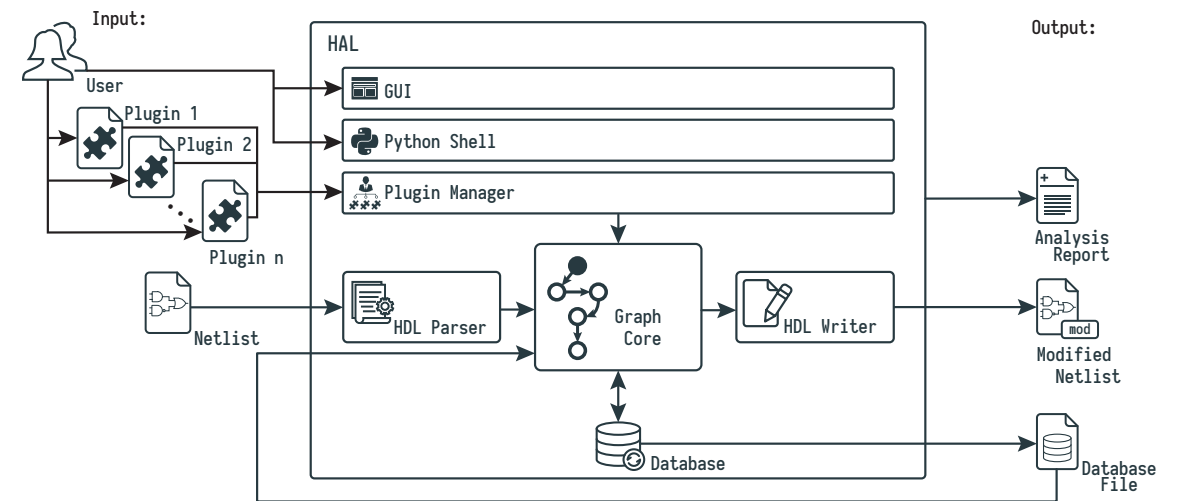 Input:
Output:
HAL
User
GUI
Plugin 1
Plugin 2
Python Shell
Plugin Manager
Plugin n
Analysis
Report
Netlist
HDL Parser
Graph
Core
HDL Writer
mod
Modified
Netlist
Database
Database
File